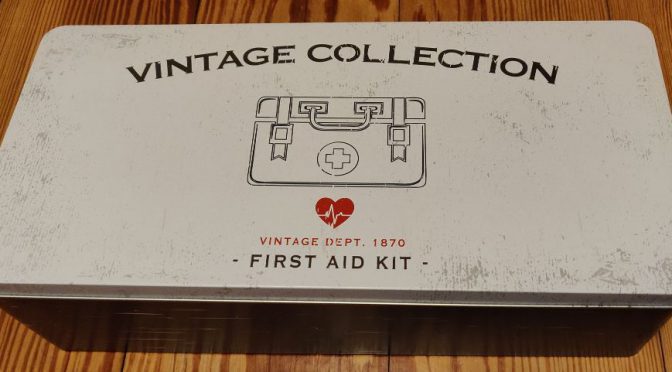 VINTAGE COLLECTION
VINTAGE DEPT. 1870
- FIRST AID KIT -